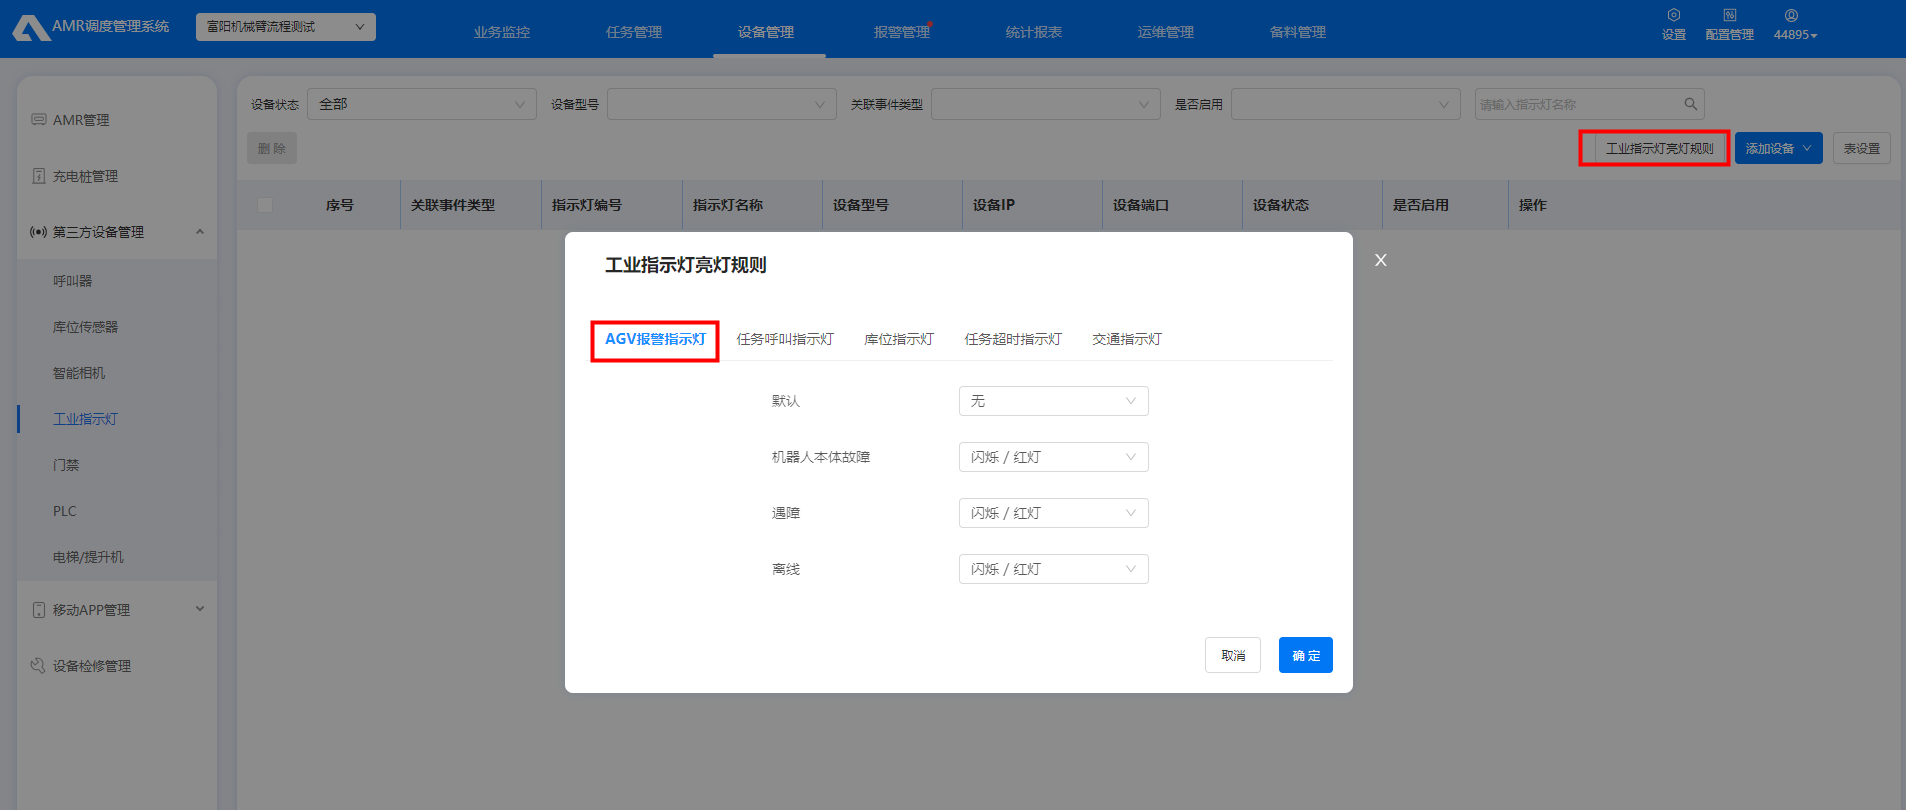 AMR调度管理系统
富阳机械臂流程测试
业务监控
任务管理
设备管理
报警管理
统计报表
运维管理
备料管理
设置
配置管理
44895
AMR管理
充电桩管理
第三方设备管理
呼叫器
库位传感器
智能相机
工业指示灯
门禁
PLC
电梯/提升机
移动APP管理
设备检修管理
设备状态
全部
设备型号
关联事件类型
是否启用
请输入指示灯名称
删 除
工业指示灯亮灯规则
添加设备
表设置
序号
关联事件类型
指示灯编号
指示灯名称
设备型号
设备IP
设备端口
设备状态
是否启用
操作
工业指示灯亮灯规则
X
AGV报警指示灯
任务呼叫指示灯
库位指示灯
任务超时指示灯
交通指示灯
默认
无
机器人本体故障
闪烁 / 红灯
遇障
闪烁 / 红灯
离线
闪烁 / 红灯
取消
确 定